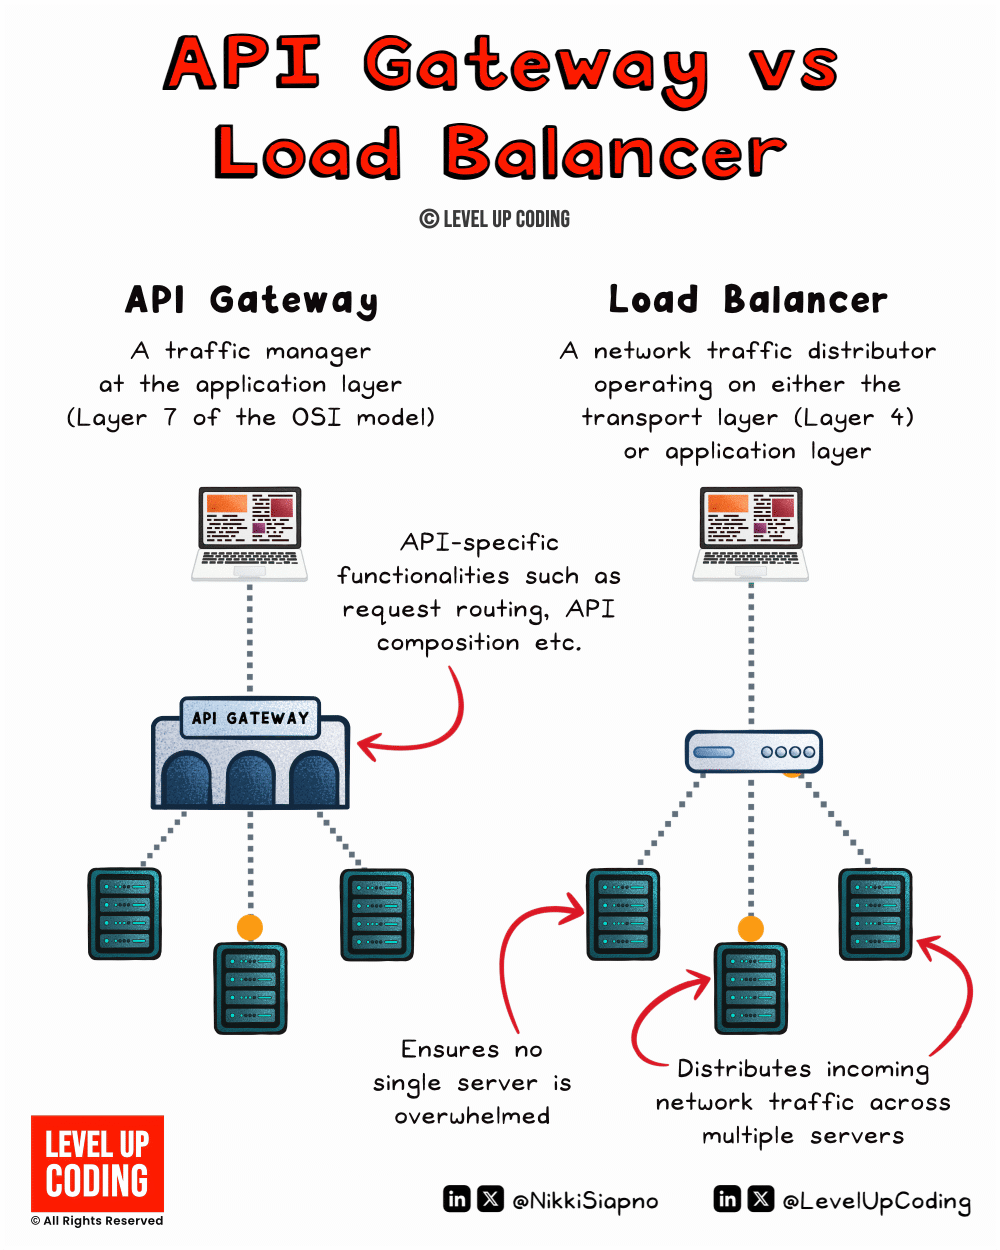 API Gateway vs
Load Balancer
© LEVEL UP CODING
API Gateway
A traffic manager
at the application layer
(Layer 7 of the OSI model)
Load Balancer
A network traffic distributor
operating on either the
transport layer (Layer 4)
or application layer
API-specific
functionalities such as
request routing, API
composition etc.
API GATEWAY
Ensures no
single server is
overwhelmed
Distributes incoming
network traffic across
multiple servers
LEVEL UP
CODING
© All Rights Reserved
in X @NikkiSiapno
in X @LevelUpCoding